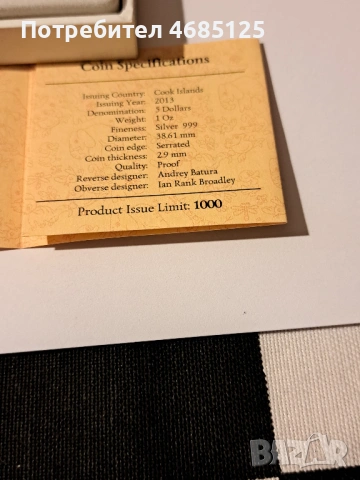 Потребител 4685125
Coin Specifications
Issuing Country: Cook Islands
Issuing Year: 2013
Denomination: 5 Dollars
Weight: 1 Oz
Fineness: Silver 999
Diameter: 38.61 mm
Coin edge: Serrated
Coin thickness: 2.9 mm
Quality: Proof
Reverse designer: Andrey Batura
Obverse designer: Ian Rank Broadley
Product Issue Limit: 1000
BAZAR